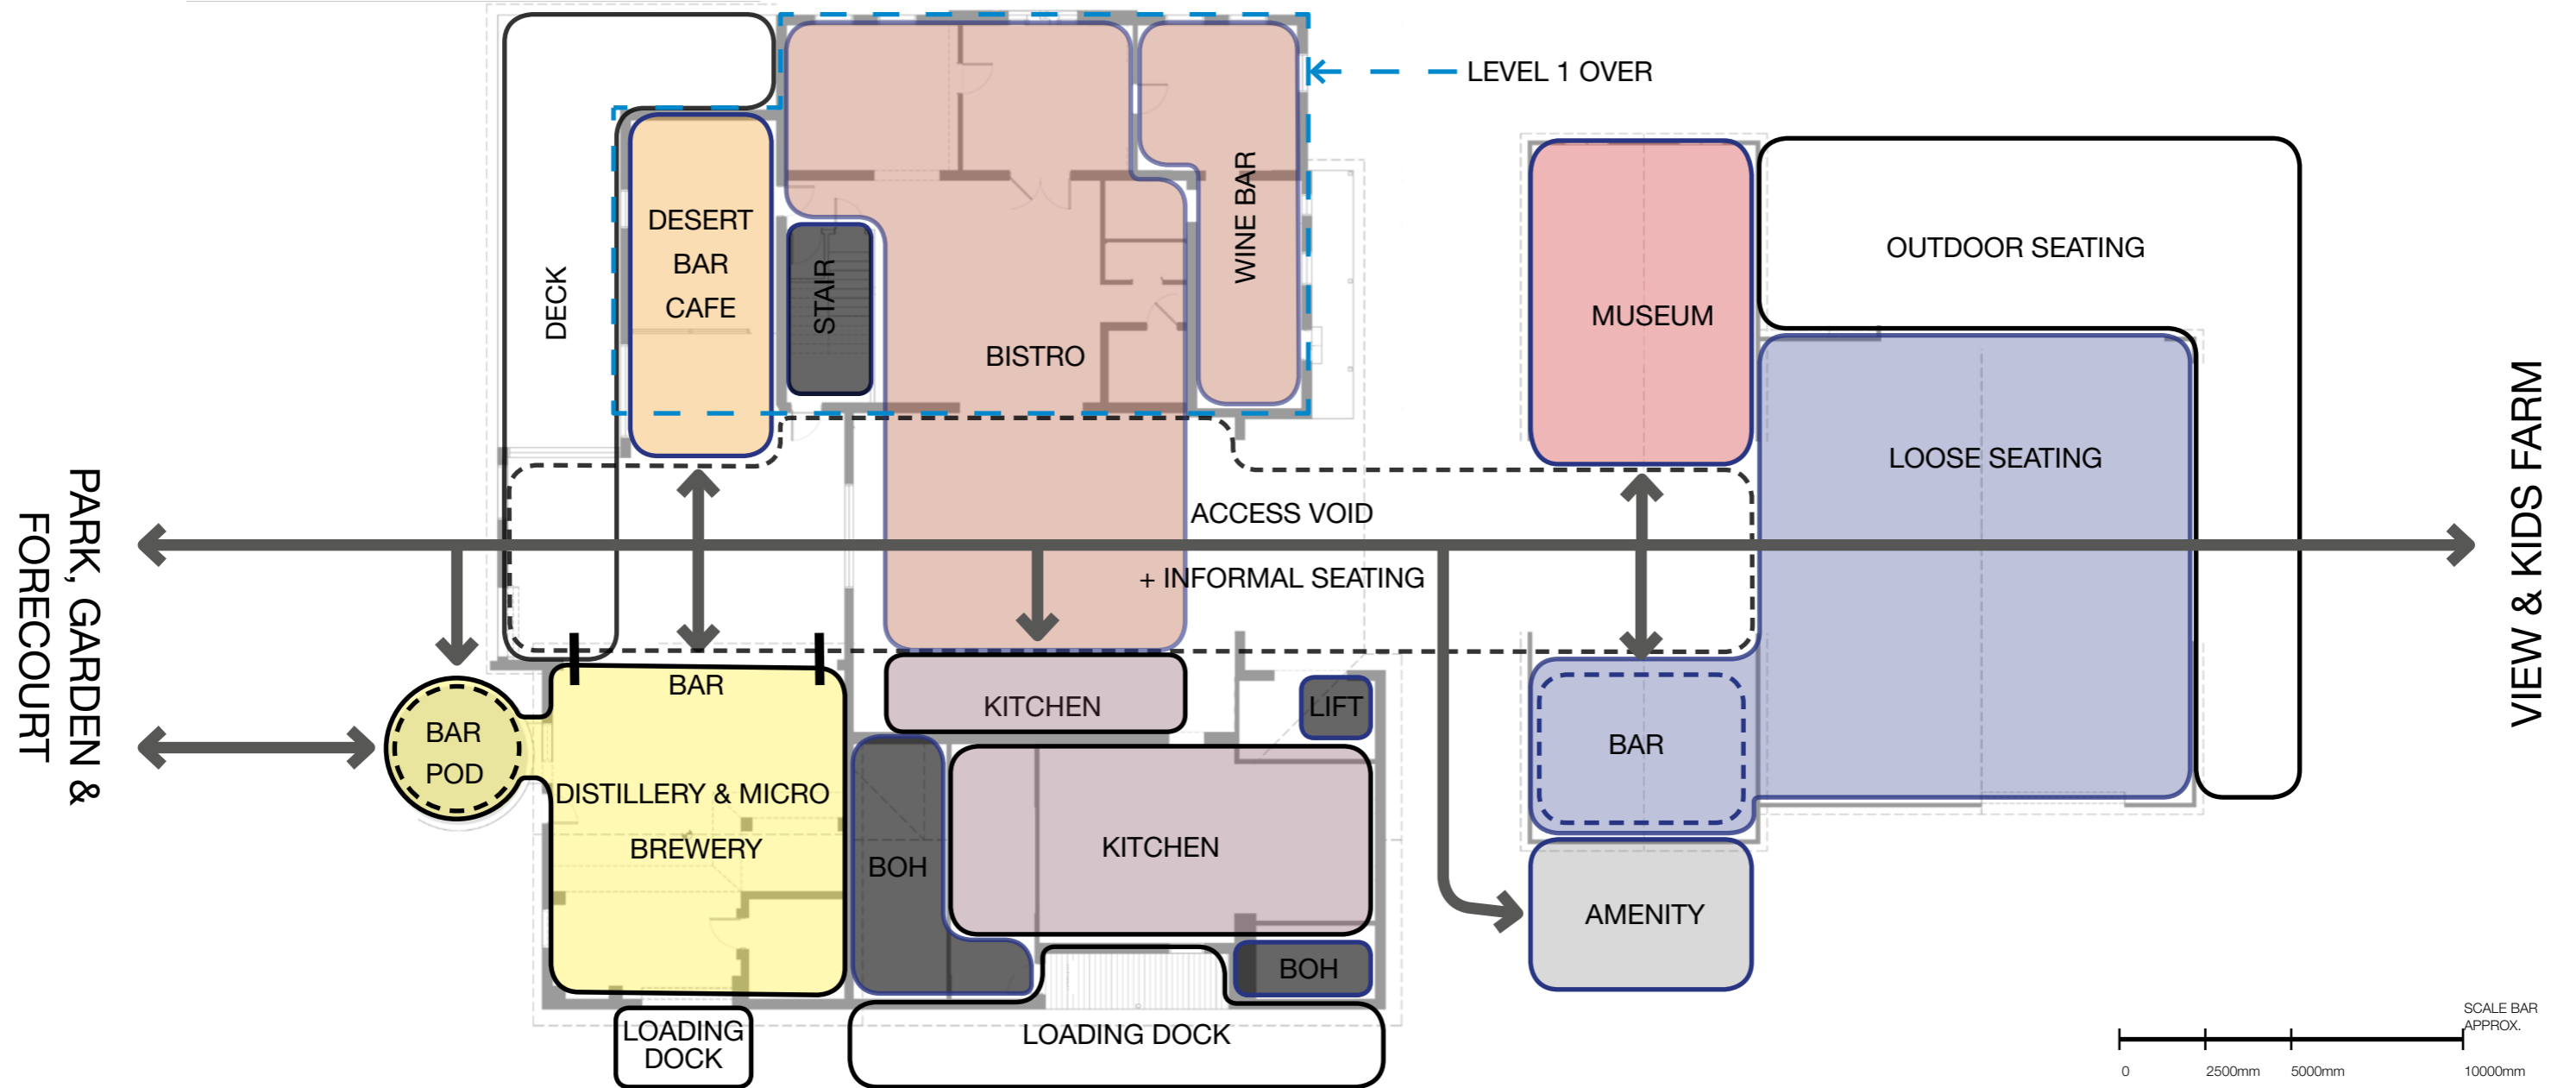 LEVEL 1 OVER
DESERT
BAR
CAFE
DECK
STAIR
BISTRO
WINE BAR
MUSEUM
OUTDOOR SEATING
LOOSE SEATING
PARK, GARDEN &
FORECOURT
VIEW & KIDS FARM
ACCESS VOID
+ INFORMAL SEATING
BAR
POD
BAR
DISTILLERY & MICRO
BREWERY
KITCHEN
LIFT
BAR
BOH
KITCHEN
AMENITY
BOH
LOADING
DOCK
LOADING DOCK
SCALE BAR
APPROX.
0 2500mm 5000mm 10000mm